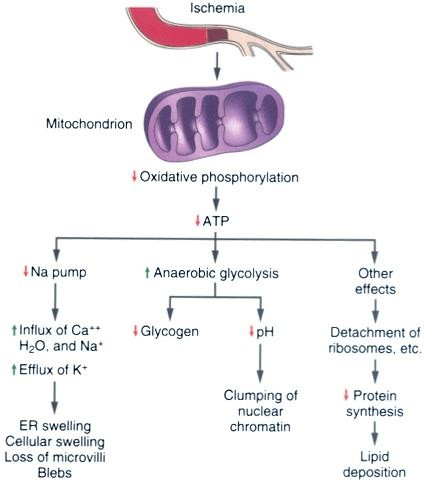 Ischemia
Mitochondrion
↓Oxidative phosphorylation
↓ATP
↓Na pump
↑Anaerobic glycolysis
Other
effects
↑Influx of Ca⁺⁺
H₂O, and Na⁺
↑Efflux of K⁺
↓Glycogen
↓pH
Detachment of
ribosomes, etc.
Clumping of
nuclear
chromatin
↓Protein
synthesis
ER swelling
Cellular swelling
Loss of microvilli
Blebs
Lipid
deposition